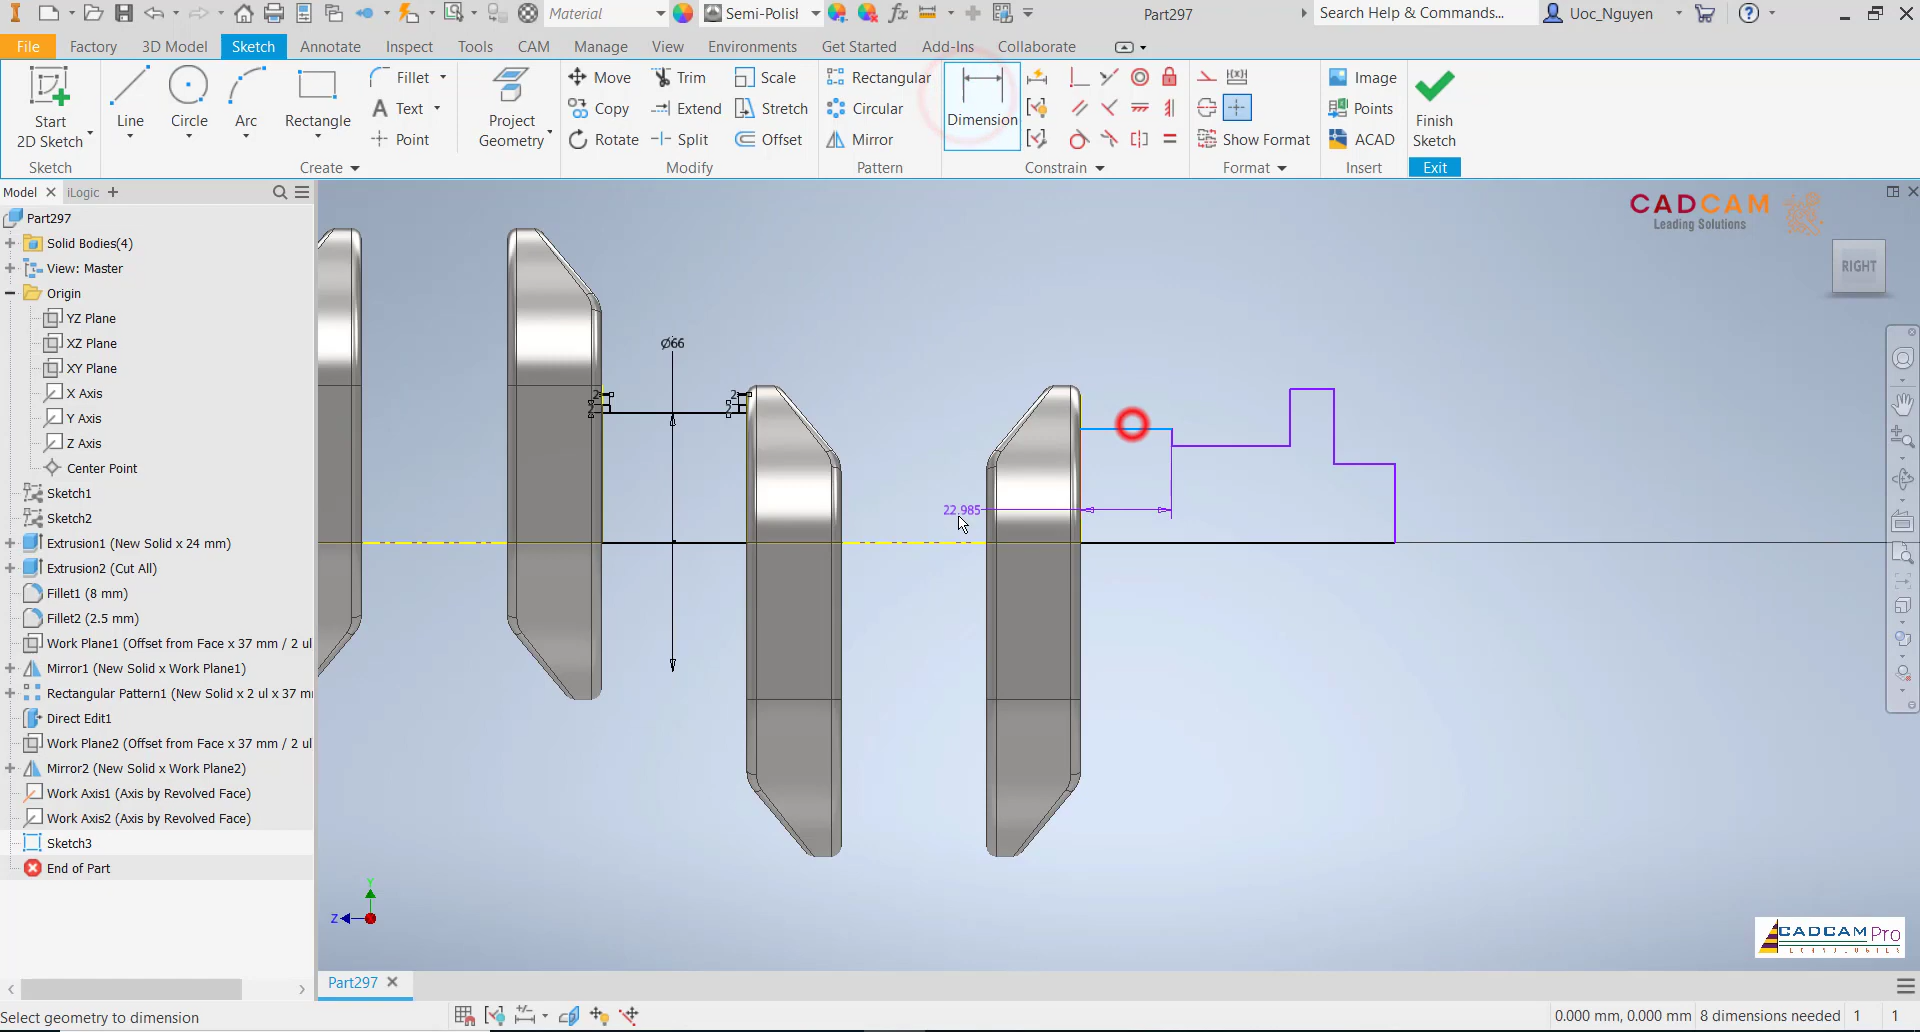 Material
Semi-Polish
Part297
Search Help & Commands...
Uoc_Nguyen
File
Factory
3D Model
Sketch
Annotate
Inspect
Tools
CAM
Manage
View
Environments
Get Started
Add-Ins
Collaborate
Start
2D Sketch
Line
Circle
Arc
Rectangle
Fillet
Text
Point
Project
Geometry
Move
Copy
Rotate
Trim
Extend
Split
Scale
Stretch
Offset
Rectangular
Circular
Mirror
Dimension
Show Format
Image
Points
ACAD
Finish
Sketch
Sketch
Create
Modify
Pattern
Constrain
Format
Insert
Exit
Model
iLogic
Part297
Solid Bodies(4)
View: Master
Origin
YZ Plane
XZ Plane
XY Plane
X Axis
Y Axis
Z Axis
Center Point
Sketch1
Sketch2
Extrusion1 (New Solid x 24 mm)
Extrusion2 (Cut All)
Fillet1 (8 mm)
Fillet2 (2.5 mm)
Work Plane1 (Offset from Face x 37 mm / 2 ul
Mirror1 (New Solid x Work Plane1)
Rectangular Pattern1 (New Solid x 2 ul x 37 m
Direct Edit1
Work Plane2 (Offset from Face x 37 mm / 2 ul
Mirror2 (New Solid x Work Plane2)
Work Axis1 (Axis by Revolved Face)
Work Axis2 (Axis by Revolved Face)
Sketch3
End of Part
CADCAM
Leading Solutions
RIGHT
Ø66
2
2
2
2
22.985
Y
Z
CADCAM Pro
TECHNOLOGIES
Part297
Select geometry to dimension
0.000 mm, 0.000 mm
8 dimensions needed
1
1